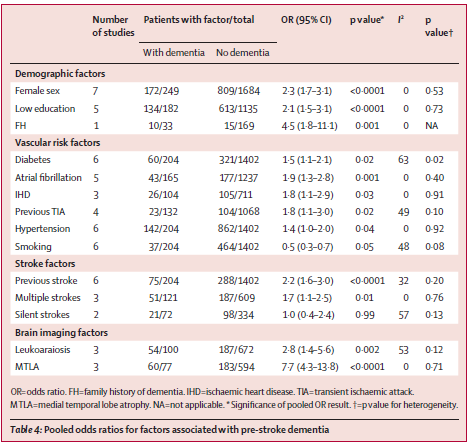 Number of studies Patients with factor/total OR (95% CI) p value* I² p value†
With dementia No dementia
Demographic factors
Female sex 7 172/249 809/1684 2·3 (1·7–3·1) <0·0001 0 0·53
Low education 5 134/182 613/1135 2·1 (1·5–3·1) <0·0001 0 0·73
FH 1 10/33 15/169 4·5 (1·8–11·1) 0·001 0 NA
Vascular risk factors
Diabetes 6 60/204 321/1402 1·5 (1·1–2·1) 0·02 63 0·02
Atrial fibrillation 5 43/165 177/1237 1·9 (1·3–2·8) 0·001 0 0·40
IHD 3 26/104 105/711 1·8 (1·1–2·9) 0·03 0 0·91
Previous TIA 4 23/132 104/1068 1·8 (1·1–3·0) 0·02 49 0·10
Hypertension 6 142/204 862/1402 1·4 (1·0–2·0) 0·04 0 0·92
Smoking 6 37/204 464/1402 0·5 (0·3–0·7) 0·05 48 0·08
Stroke factors
Previous stroke 6 75/204 288/1402 2·2 (1·6–3·0) <0·0001 32 0·20
Multiple strokes 3 51/121 187/609 1·7 (1·1–2·5) 0·01 0 0·76
Silent strokes 2 21/72 98/334 1·0 (0·4–2·4) 0·99 57 0·13
Brain imaging factors
Leukoaraiosis 3 54/100 187/672 2·8 (1·4–5·6) 0·002 53 0·12
MTLA 3 60/77 183/594 7·7 (4·3–13·8) <0·0001 0 0·71
OR=odds ratio. FH=family history of dementia. IHD=ischaemic heart disease. TIA=transient ischaemic attack.
MTLA=medial temporal lobe atrophy. NA=not applicable. *Significance of pooled OR result. †=p value for heterogeneity.
Table 4: Pooled odds ratios for factors associated with pre-stroke dementia